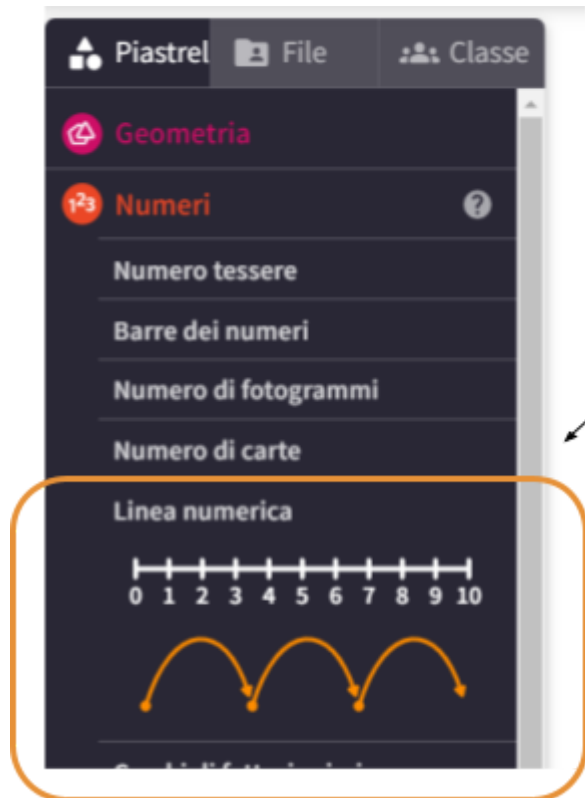 Piastrel File Classe
Geometria
123 Numeri ?
Numero tessere
Barre dei numeri
Numero di fotogrammi
Numero di carte
Linea numerica
0 1 2 3 4 5 6 7 8 9 10